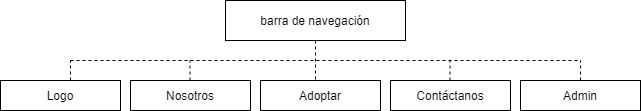 barra de navegación
Logo
Nosotros
Adoptar
Contáctanos
Admin